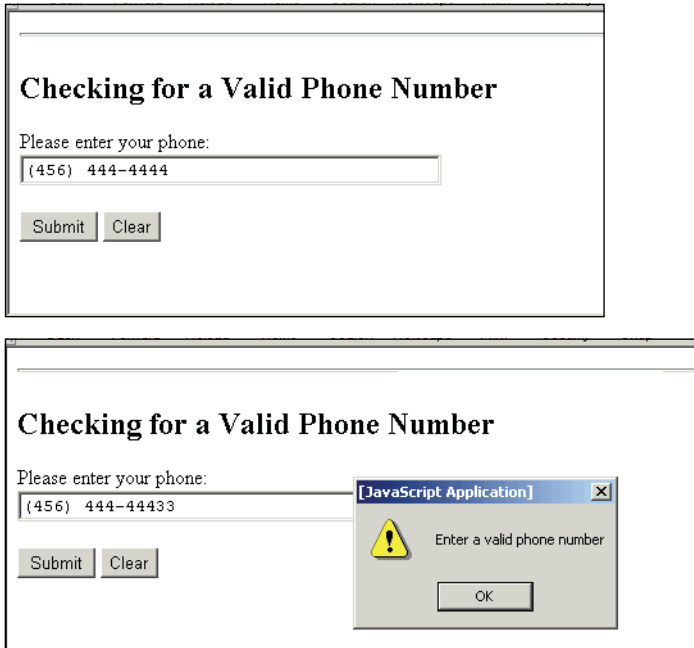 Checking for a Valid Phone Number
Please enter your phone:
(456) 444-4444
Submit Clear
Checking for a Valid Phone Number
Please enter your phone:
(456) 444-44433
[JavaScript Application]
Enter a valid phone number
Submit Clear
OK